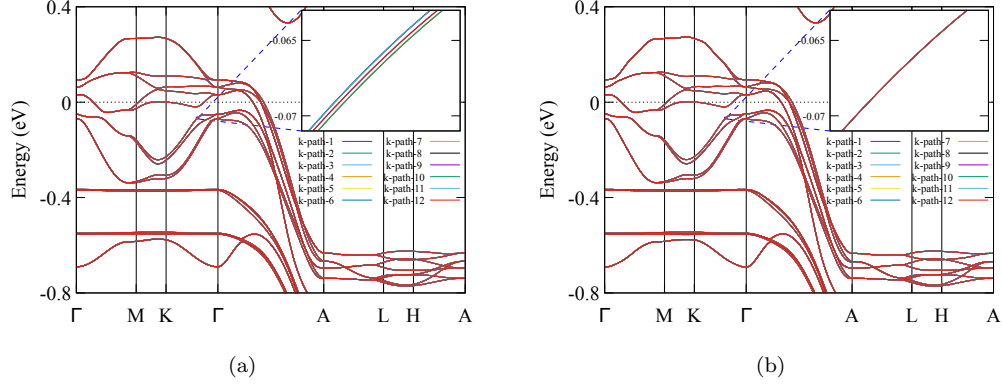 0.4
0
-0.4
-0.8
Energy (eV)
-0.065
-0.07
k-path-1
k-path-2
k-path-3
k-path-4
k-path-5
k-path-6
k-path-7
k-path-8
k-path-9
k-path-10
k-path-11
k-path-12
Γ M K Γ A L H A
(a)
0.4
0
-0.4
-0.8
Energy (eV)
-0.065
-0.07
k-path-1
k-path-2
k-path-3
k-path-4
k-path-5
k-path-6
k-path-7
k-path-8
k-path-9
k-path-10
k-path-11
k-path-12
Γ M K Γ A L H A
(b)